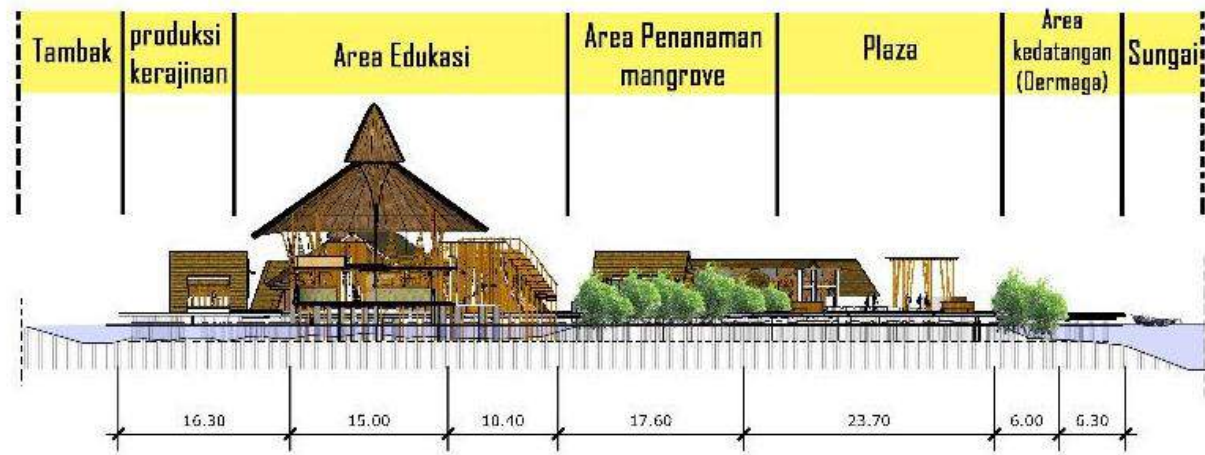 Tambak
produksi
kerajinan
Area Edukasi
Area Penanaman
mangrove
Plaza
Area
kedatangan
(Dermaga)
Sungai
16.30
15.00
10.40
17.60
23.70
6.00
6.30